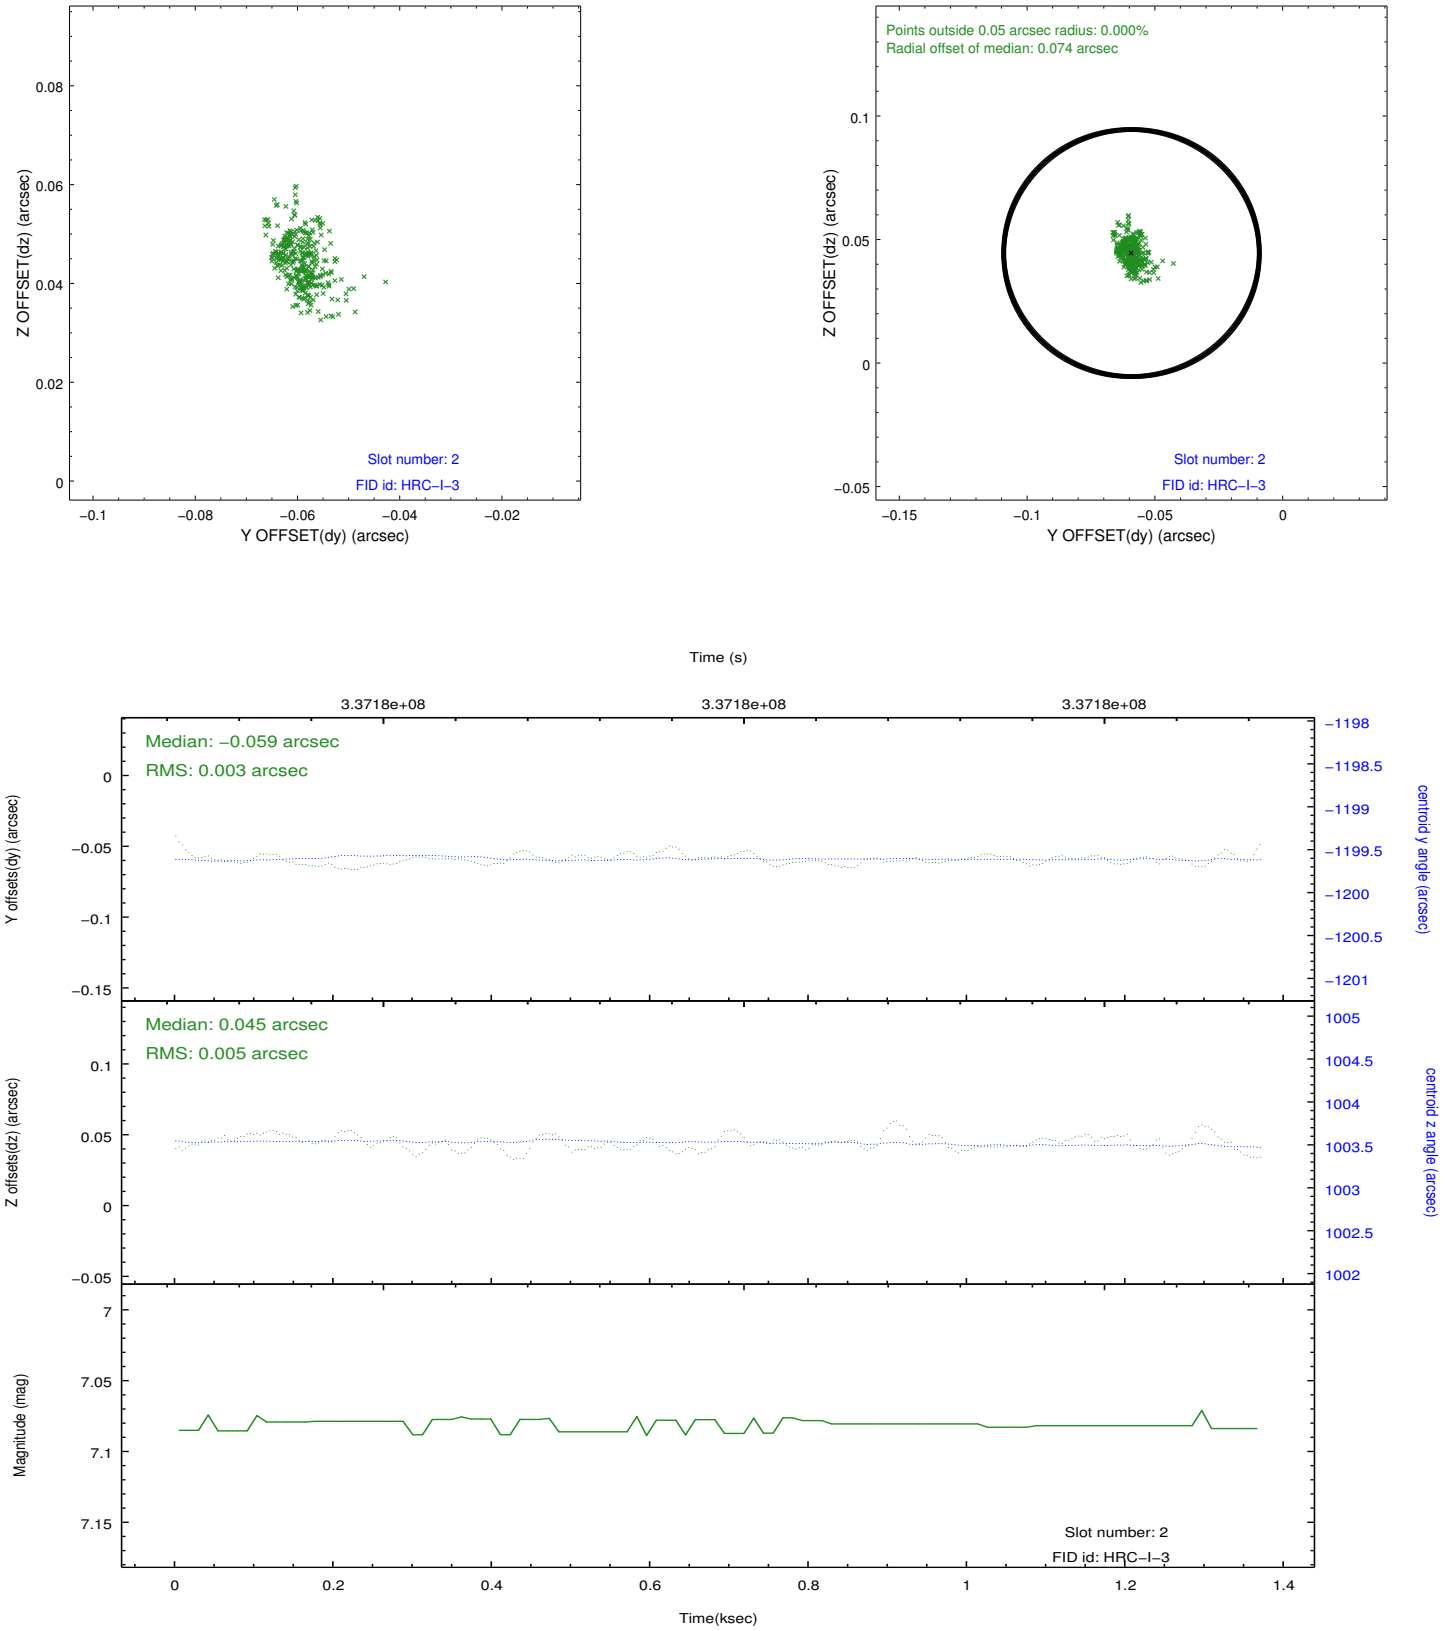 0.08
0.06
0.04
0.02
0
Z OFFSET(dz) (arcsec)
Slot number: 2
FID id: HRC−I−3
−0.1 −0.08 −0.06 −0.04 −0.02
Y OFFSET(dy) (arcsec)
Points outside 0.05 arcsec radius: 0.000%
Radial offset of median: 0.074 arcsec
0.1
0.05
0
−0.05
Z OFFSET(dz) (arcsec)
Slot number: 2
FID id: HRC−I−3
−0.15 −0.1 −0.05 0
Y OFFSET(dy) (arcsec)
Time (s)
3.3718e+08 3.3718e+08 3.3718e+08
Median: −0.059 arcsec
RMS: 0.003 arcsec
0
−0.05
−0.1
−0.15
Y offsets(dy) (arcsec)
−1198
−1198.5
−1199
−1199.5
−1200
−1200.5
−1201
centroid y angle (arcsec)
Median: 0.045 arcsec
RMS: 0.005 arcsec
0.1
0.05
0
−0.05
Z offsets(dz) (arcsec)
1005
1004.5
1004
1003.5
1003
1002.5
1002
centroid z angle (arcsec)
7
7.05
7.1
7.15
Magnitude (mag)
Slot number: 2
FID id: HRC−I−3
0 0.2 0.4 0.6 0.8 1 1.2 1.4
Time(ksec)